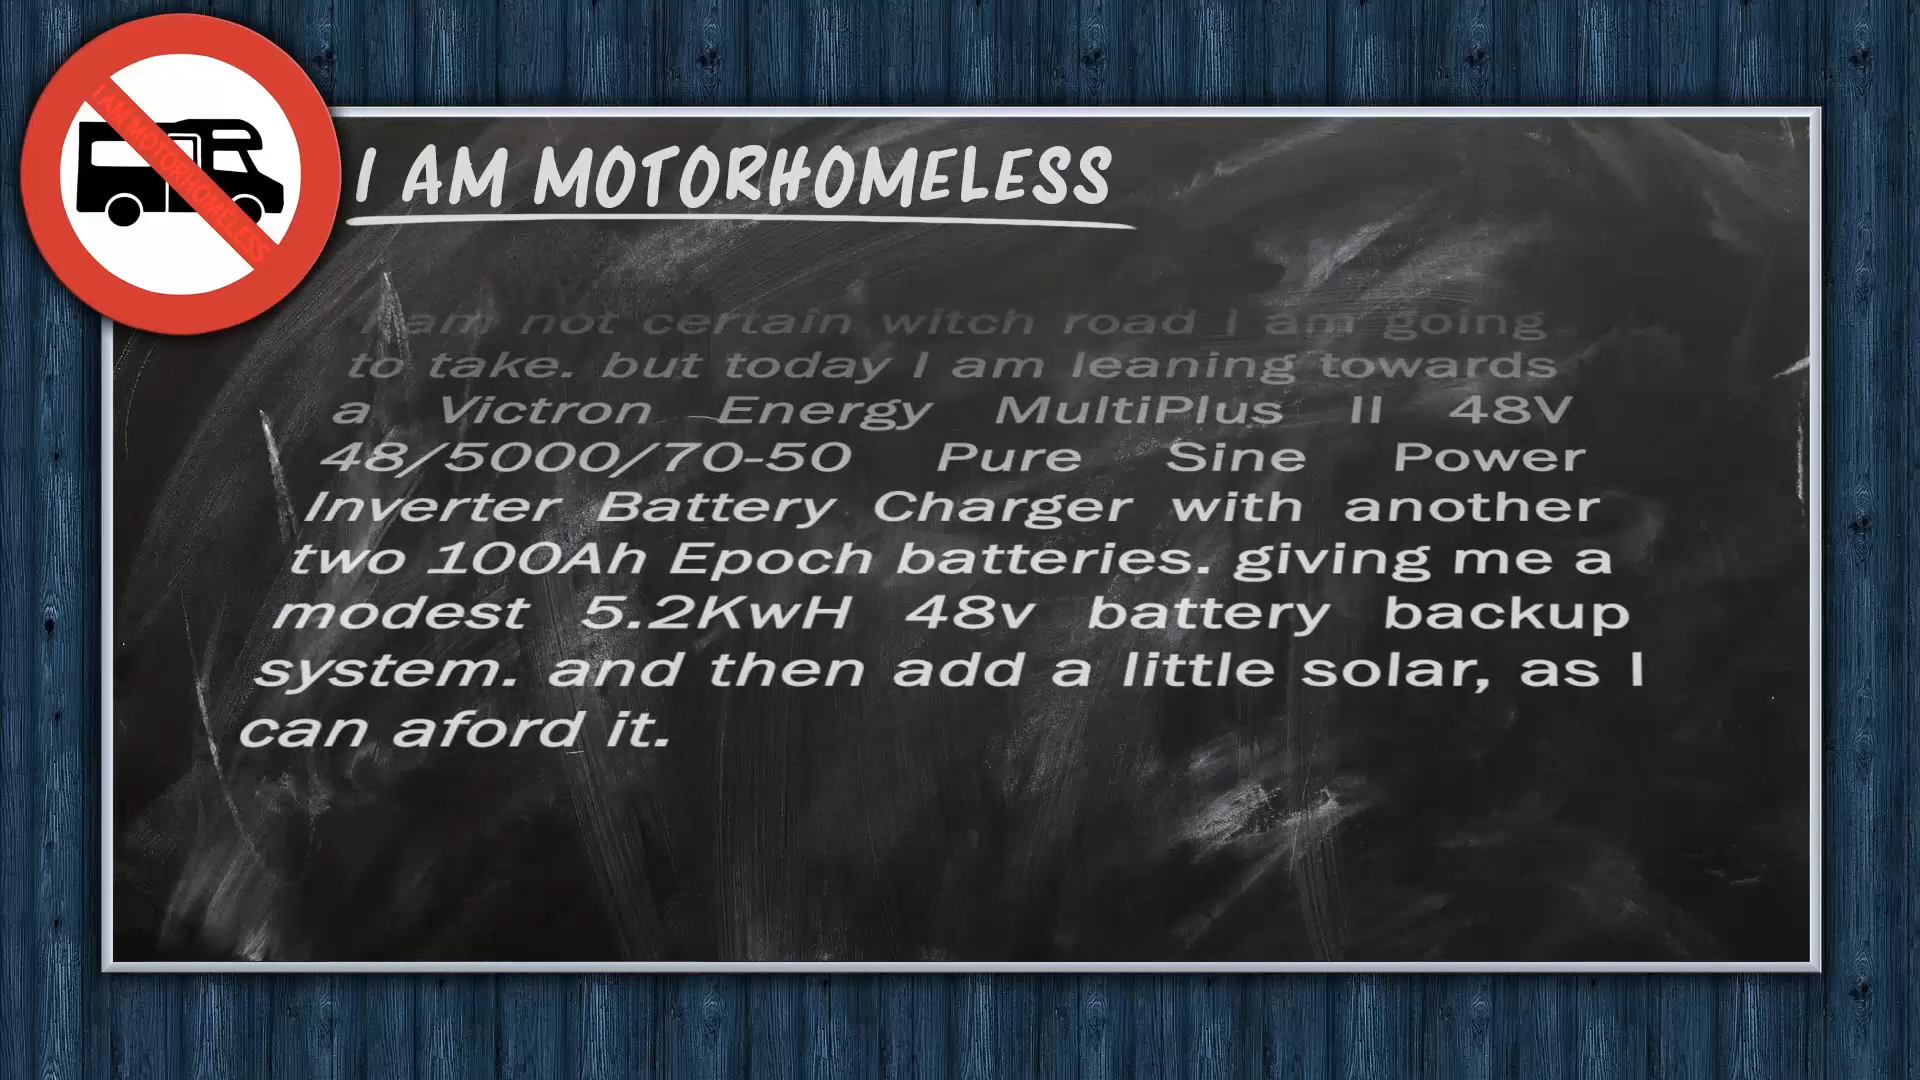 I AM MOTORHOMELESS
I AM MOTORHOMELESS
I am not certain witch road I am going
to take. but today I am leaning towards
a Victron Energy MultiPlus II 48V
48/5000/70-50 Pure Sine Power
Inverter Battery Charger with another
two 100Ah Epoch batteries. giving me a
modest 5.2KwH 48v battery backup
system. and then add a little solar, as I
can aford it.